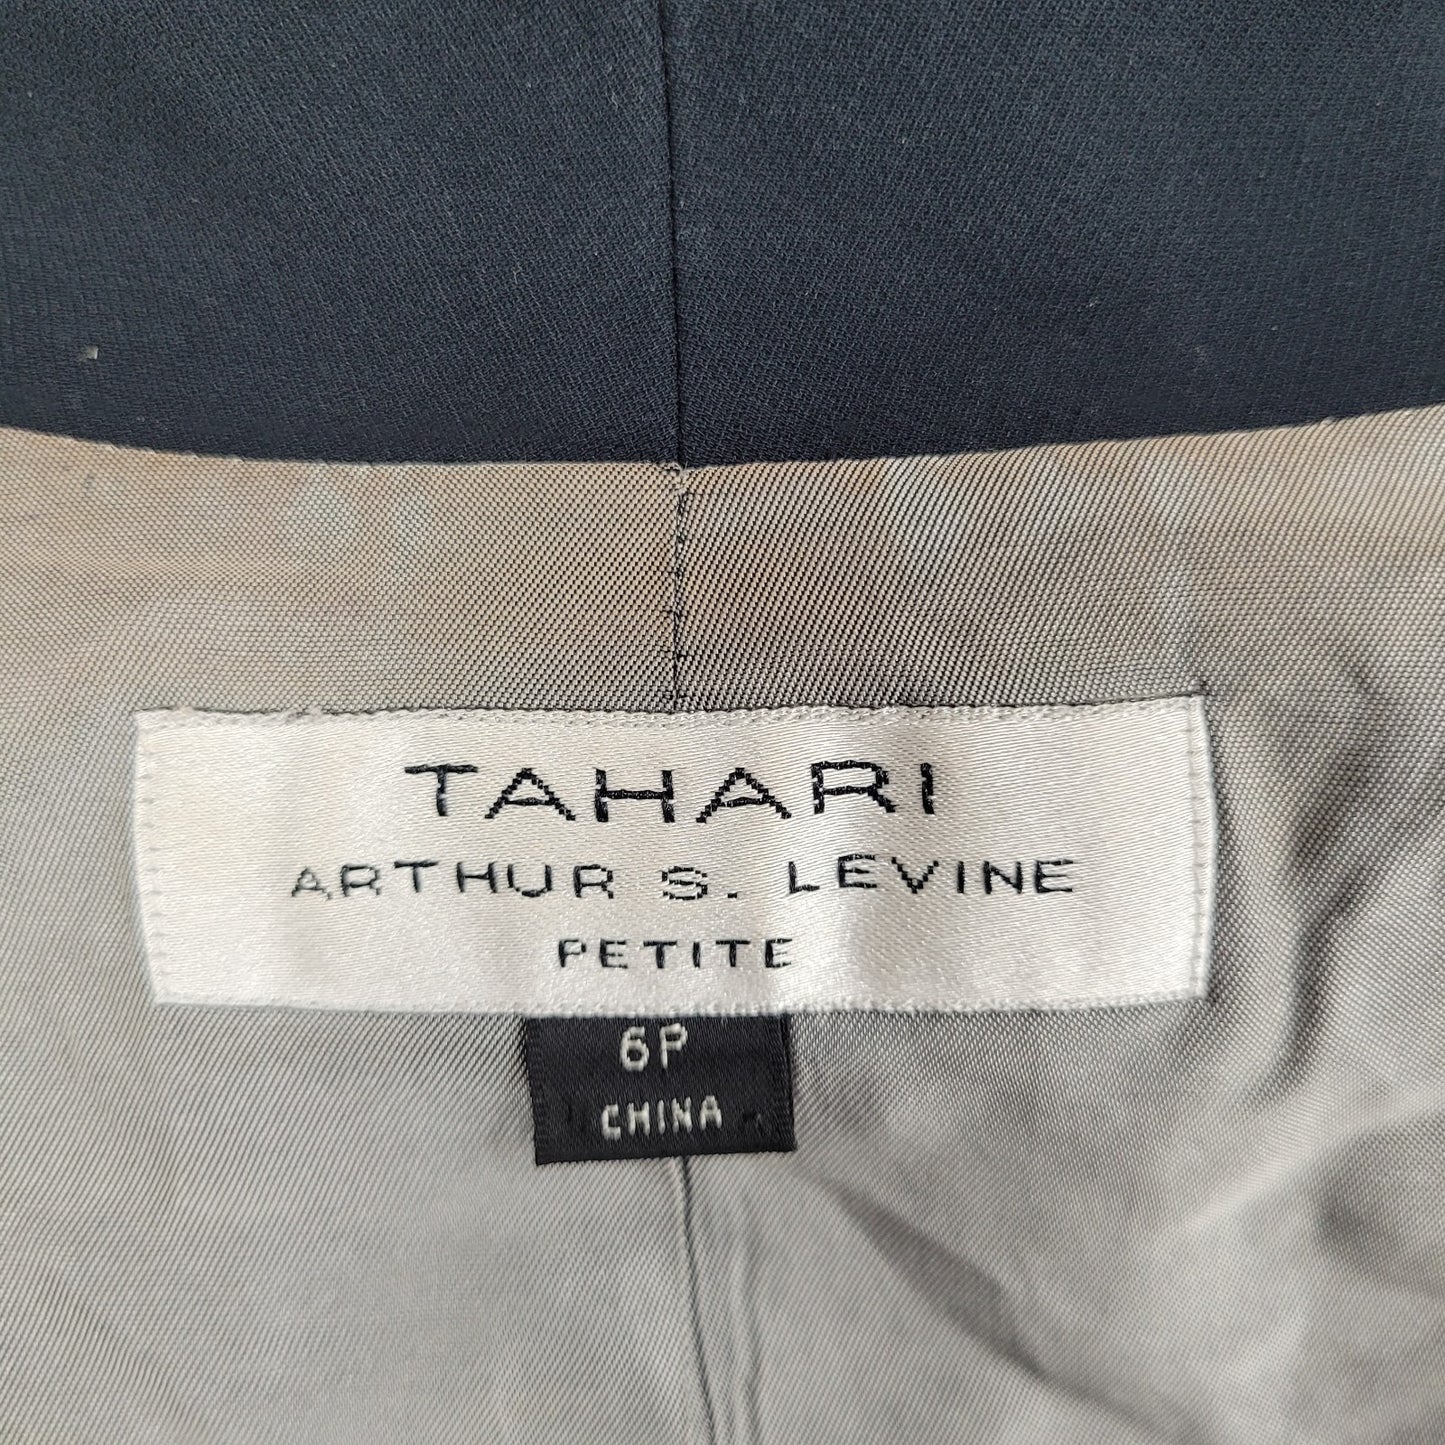 TAHARI
ARTHUR S. LEVINE
PETITE
6P
CHINA